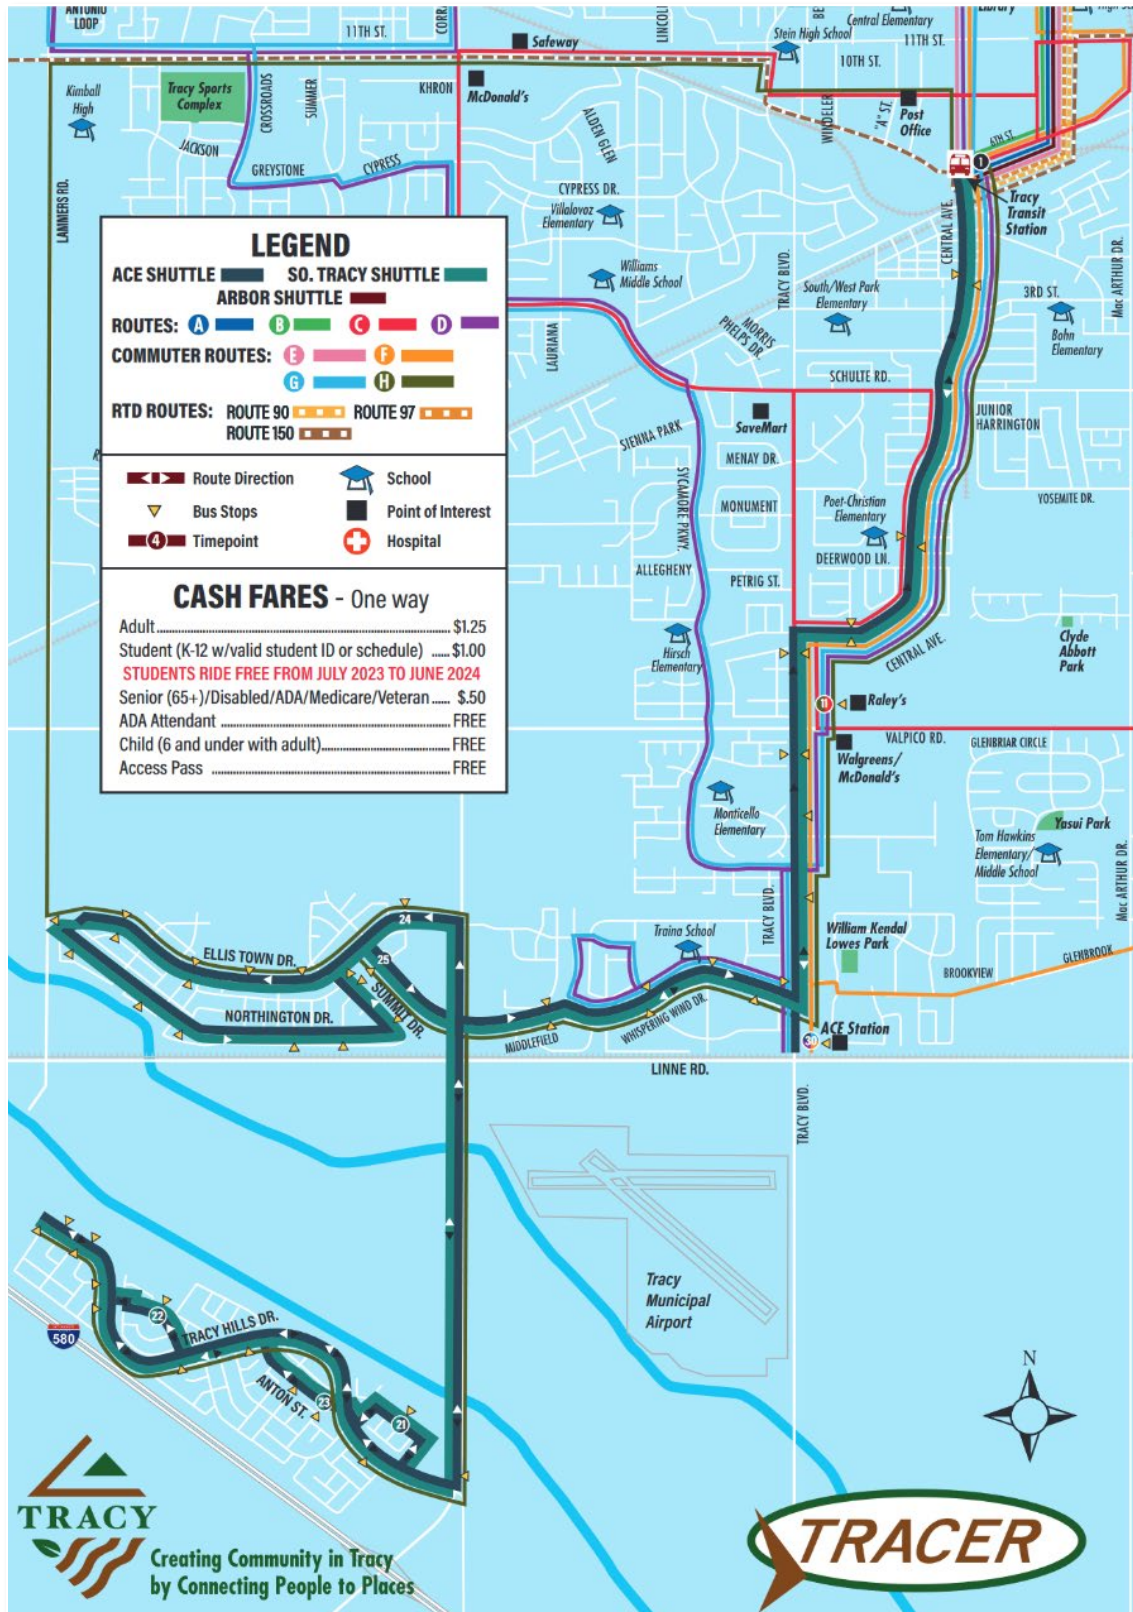 ANTONIO
LOOP
11TH ST.
Safeway
Stein High School
Central Elementary
Library
11TH ST.
10TH ST.
Kimball
High
Tracy Sports
Complex
CROSSROADS
SUMMER
KHRON
McDonald's
ALDEN GLEN
WINDELER
"A" ST.
Post
Office
6TH ST.
JACKSON
GREYSTONE
CYPRESS
CYPRESS DR.
Villalovoz
Elementary
1
Tracy
Transit
Station
LAMMERS RD.
CENTRAL AVE.
Mac ARTHUR DR.
LEGEND
ACE SHUTTLE
SO. TRACY SHUTTLE
ARBOR SHUTTLE
ROUTES: A B C D
COMMUTER ROUTES: E F
G H
RTD ROUTES: ROUTE 90 ROUTE 97
ROUTE 150
Route Direction
School
Bus Stops
Point of Interest
4 Timepoint
Hospital
CASH FARES - One way
Adult............ $1.25
Student (K-12 w/valid student ID or schedule) ...... $1.00
STUDENTS RIDE FREE FROM JULY 2023 TO JUNE 2024
Senior (65+)/Disabled/ADA/Medicare/Veteran ...... $.50
ADA Attendant ............ FREE
Child (6 and under with adult)............ FREE
Access Pass ............ FREE
Williams
Middle School
TRACY BLVD.
South/West Park
Elementary
3RD ST.
Bohn
Elementary
LAURIANA
MORRIS
PHELPS DR.
SCHULTE RD.
SaveMart
JUNIOR
HARRINGTON
SIENNA PARK
MENAY DR.
SYCAMORE PKWY.
MONUMENT
Poet-Christian
Elementary
YOSEMITE DR.
DEERWOOD LN.
ALLEGHENY
PETRIG ST.
Hirsch
Elementary
CENTRAL AVE.
Clyde
Abbott
Park
11
Raley's
VALPICO RD.
GLENBRIAR CIRCLE
Walgreens/
McDonald's
Monticello
Elementary
Yasui Park
Tom Hawkins
Elementary/
Middle School
Mac ARTHUR DR.
TRACY BLVD.
24
25
ELLIS TOWN DR.
SUMMIT DR.
NORTHINGTON DR.
Traina School
William Kendal
Lowes Park
GLENBROOK
BROOKVIEW
WHISPERING WIND DR.
MIDDLEFIELD
ACE Station
30
LINNE RD.
TRACY BLVD.
Tracy
Municipal
Airport
580
22
TRACY HILLS DR.
23
ANTON ST.
21
N
TRACY
Creating Community in Tracy
by Connecting People to Places
TRACER